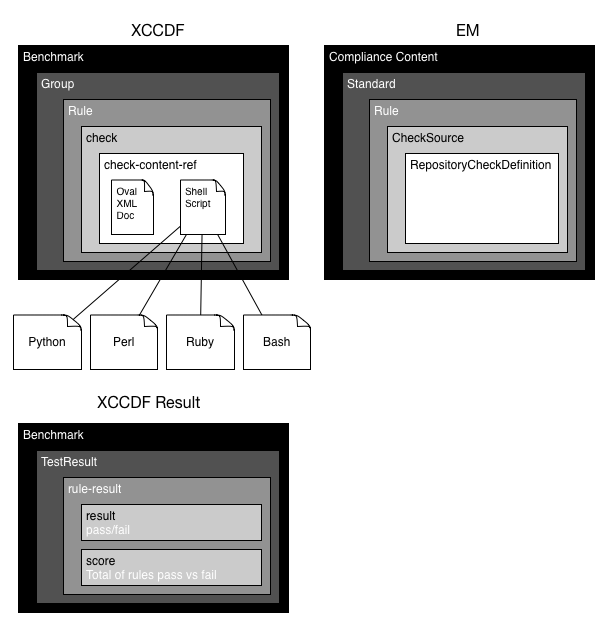 XCCDF
Benchmark
Group
Rule
check
check-content-ref
Oval
XML
Doc
Shell
Script
Python
Perl
Ruby
Bash
EM
Compliance Content
Standard
Rule
CheckSource
RepositoryCheckDefinition
XCCDF Result
Benchmark
TestResult
rule-result
result
pass/fail
score
Total of rules pass vs fail